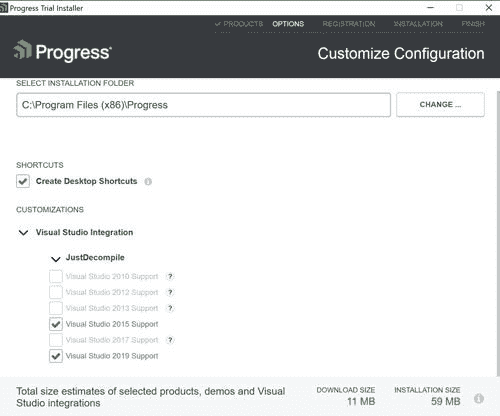 Progress Trial Installer
PRODUCTS OPTIONS REGISTRATION INSTALLATION FINISH
Progress
Customize Configuration
SELECT INSTALLATION FOLDER
C:\Program Files (x86)\Progress
CHANGE ...
SHORTCUTS
Create Desktop Shortcuts
CUSTOMIZATIONS
Visual Studio Integration
JustDecompile
Visual Studio 2010 Support ?
Visual Studio 2012 Support ?
Visual Studio 2013 Support ?
Visual Studio 2015 Support
Visual Studio 2017 Support ?
Visual Studio 2019 Support
Total size estimates of selected products, demos and Visual
Studio integrations
DOWNLOAD SIZE
11 MB
INSTALLATION SIZE
59 MB